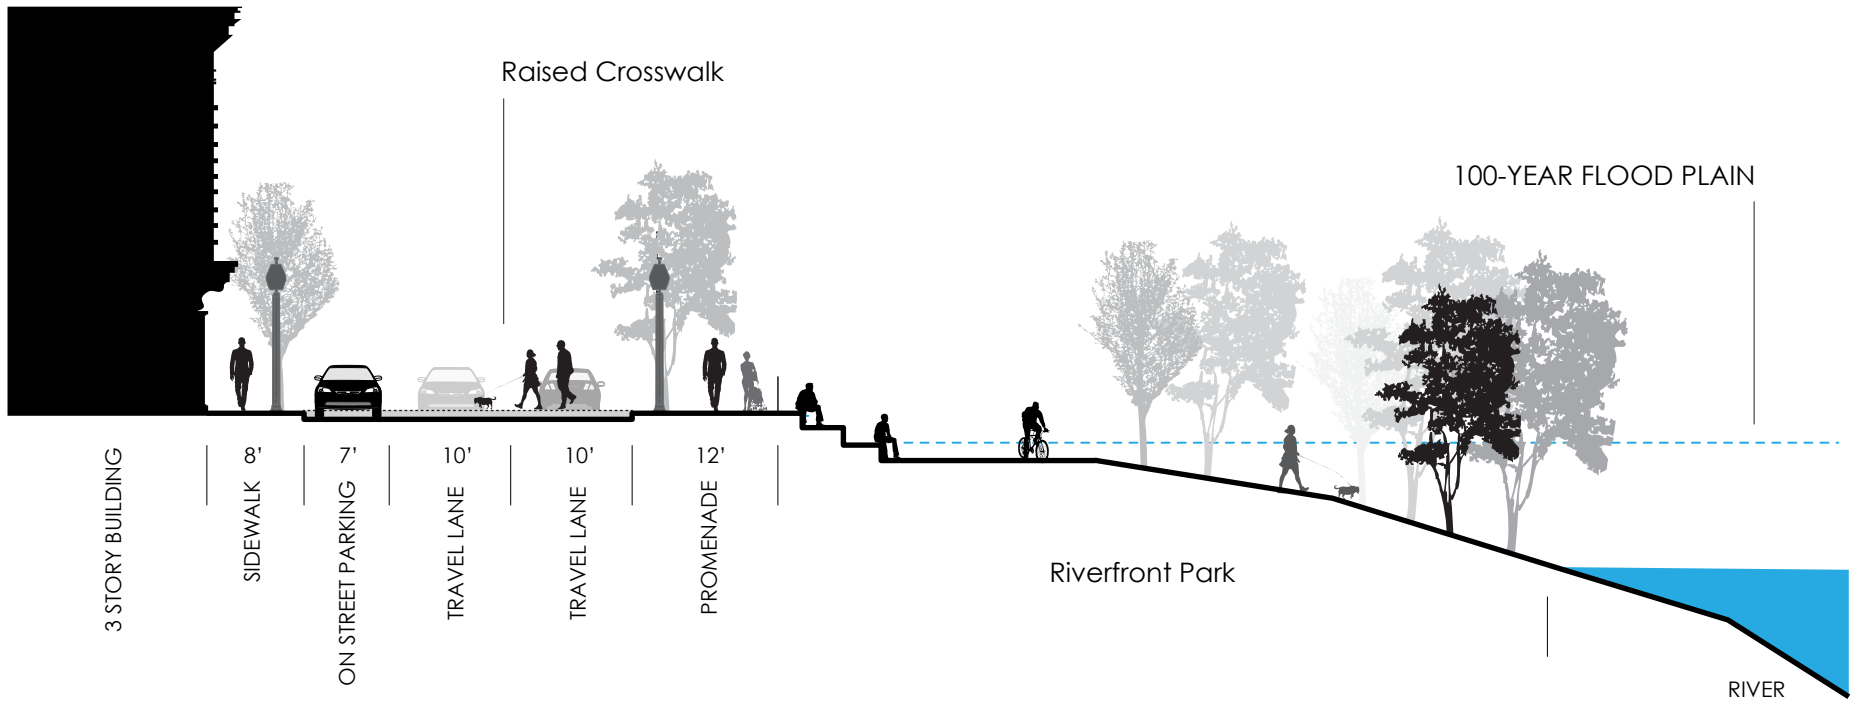 Raised Crosswalk
100-YEAR FLOOD PLAIN
3 STORY BUILDING
8’
SIDEWALK
7’
ON STREET PARKING
10’
TRAVEL LANE
10’
TRAVEL LANE
12’
PROMENADE
Riverfront Park
RIVER